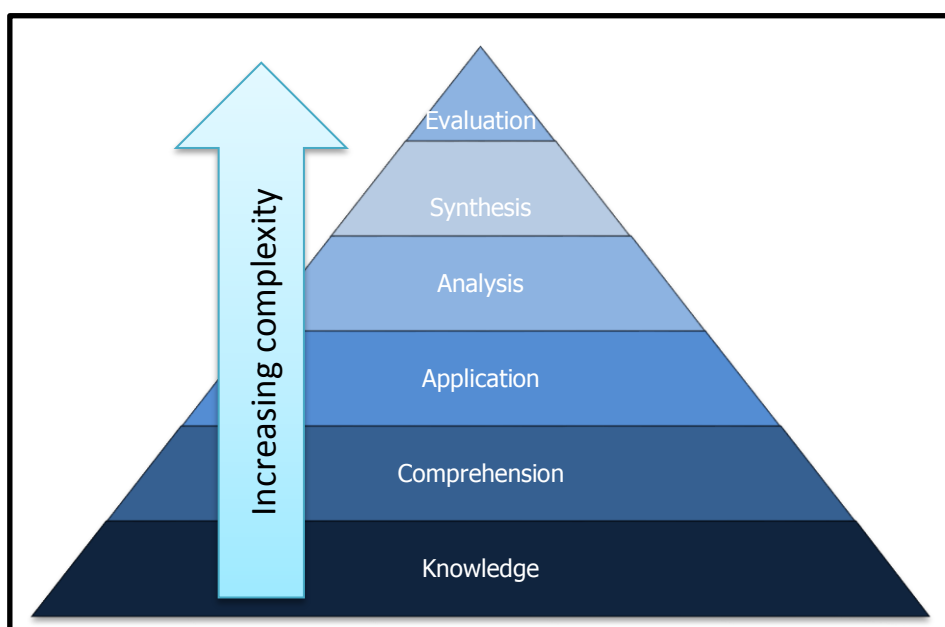 Evaluation
Synthesis
Analysis
Application
Comprehension
Knowledge
Increasing complexity